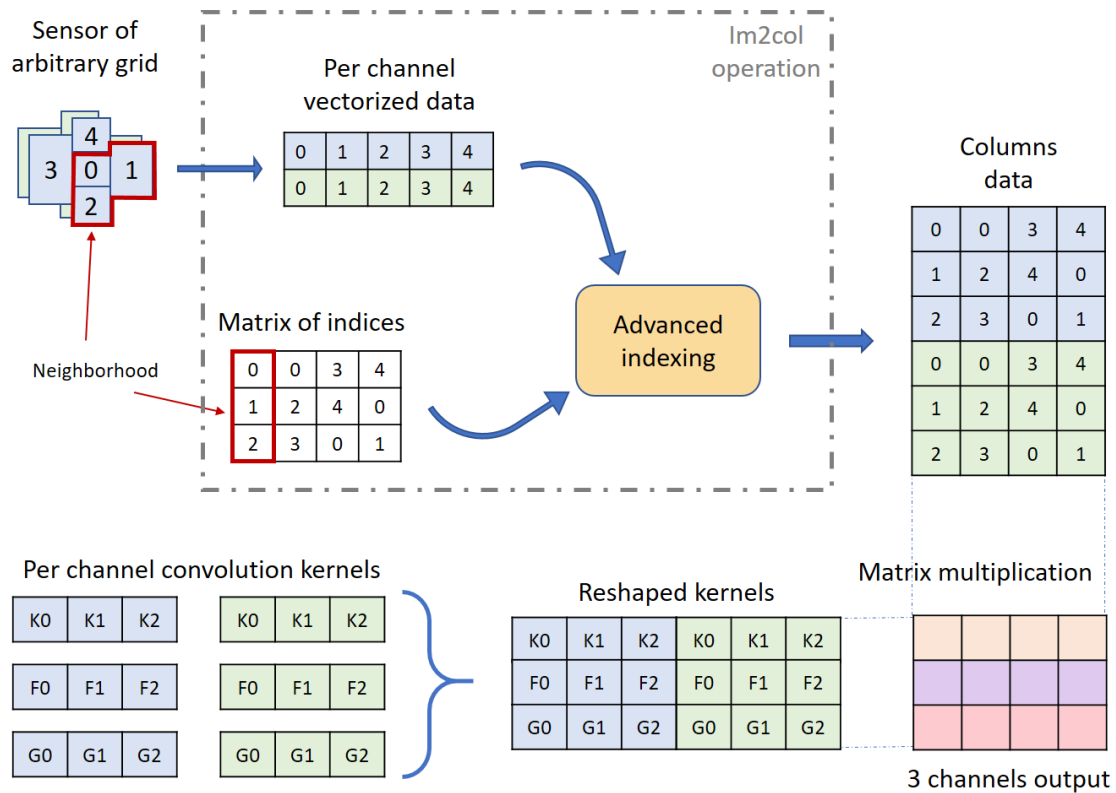 Sensor of
arbitrary grid
Im2col
operation
Per channel
vectorized data
4
3 0 1
2
0 1 2 3 4
0 1 2 3 4
Columns
data
0 0 3 4
1 2 4 0
2 3 0 1
0 0 3 4
1 2 4 0
2 3 0 1
Matrix of indices
Advanced
indexing
Neighborhood
0 0 3 4
1 2 4 0
2 3 0 1
Per channel convolution kernels
K0 K1 K2 K0 K1 K2
F0 F1 F2 F0 F1 F2
G0 G1 G2 G0 G1 G2
Reshaped kernels
K0 K1 K2 K0 K1 K2
F0 F1 F2 F0 F1 F2
G0 G1 G2 G0 G1 G2
Matrix multiplication
3 channels output